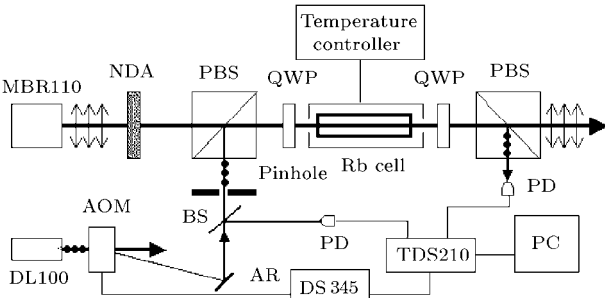 Temperature
controller
MBR110
NDA
PBS
QWP
QWP
PBS
Rb cell
Pinhole
PD
AOM
BS
PD
DL100
AR
DS 345
TDS210
PC